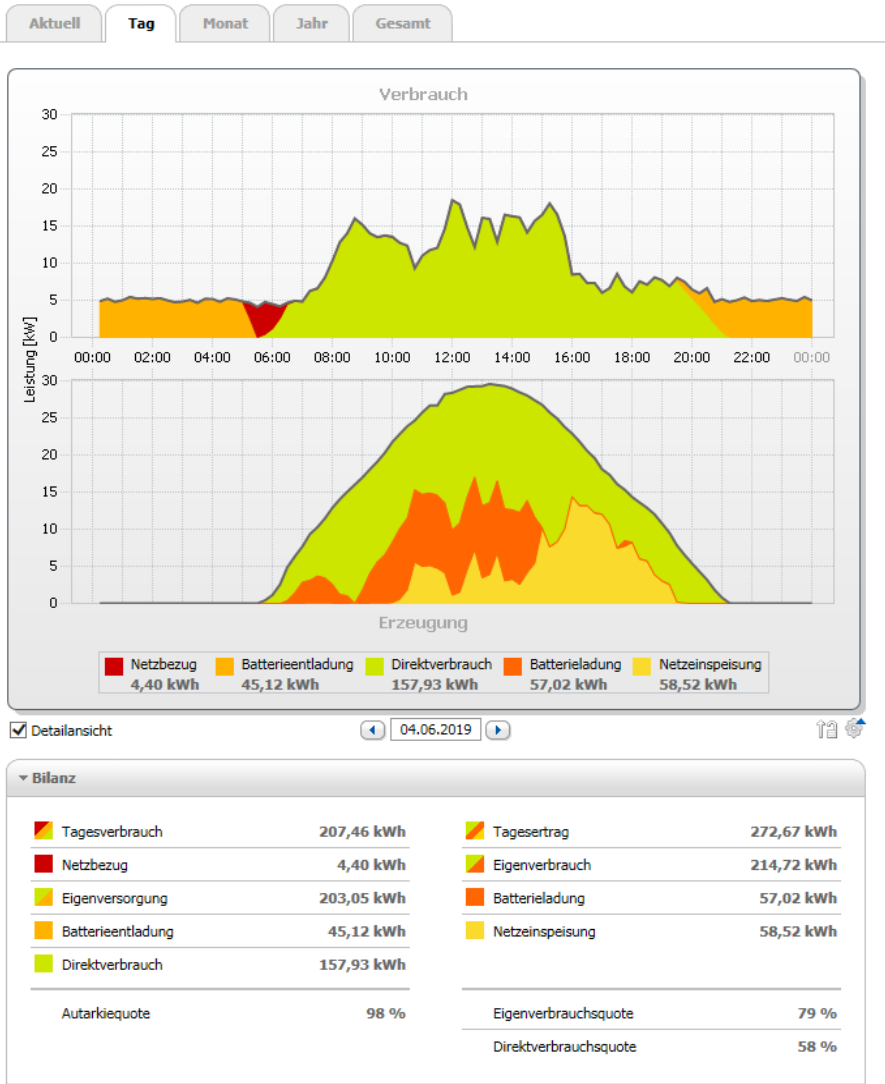 Aktuell Tag Monat Jahr Gesamt
Verbrauch
30
25
20
15
10
5
0
Leistung [kW]
00:00 02:00 04:00 06:00 08:00 10:00 12:00 14:00 16:00 18:00 20:00 22:00 00:00
30
25
20
15
10
5
0
Erzeugung
Netzbezug Batterieentladung Direktverbrauch Batterieladung Netzeinspeisung
4,40 kWh 45,12 kWh 157,93 kWh 57,02 kWh 58,52 kWh
Detailansicht 04.06.2019
Bilanz
Tagesverbrauch 207,46 kWh Tagesertrag 272,67 kWh
Netzbezug 4,40 kWh Eigenverbrauch 214,72 kWh
Eigenversorgung 203,05 kWh Batterieladung 57,02 kWh
Batterieentladung 45,12 kWh Netzeinspeisung 58,52 kWh
Direktverbrauch 157,93 kWh
Autarkiequote 98 % Eigenverbrauchsquote 79 %
Direktverbrauchsquote 58 %